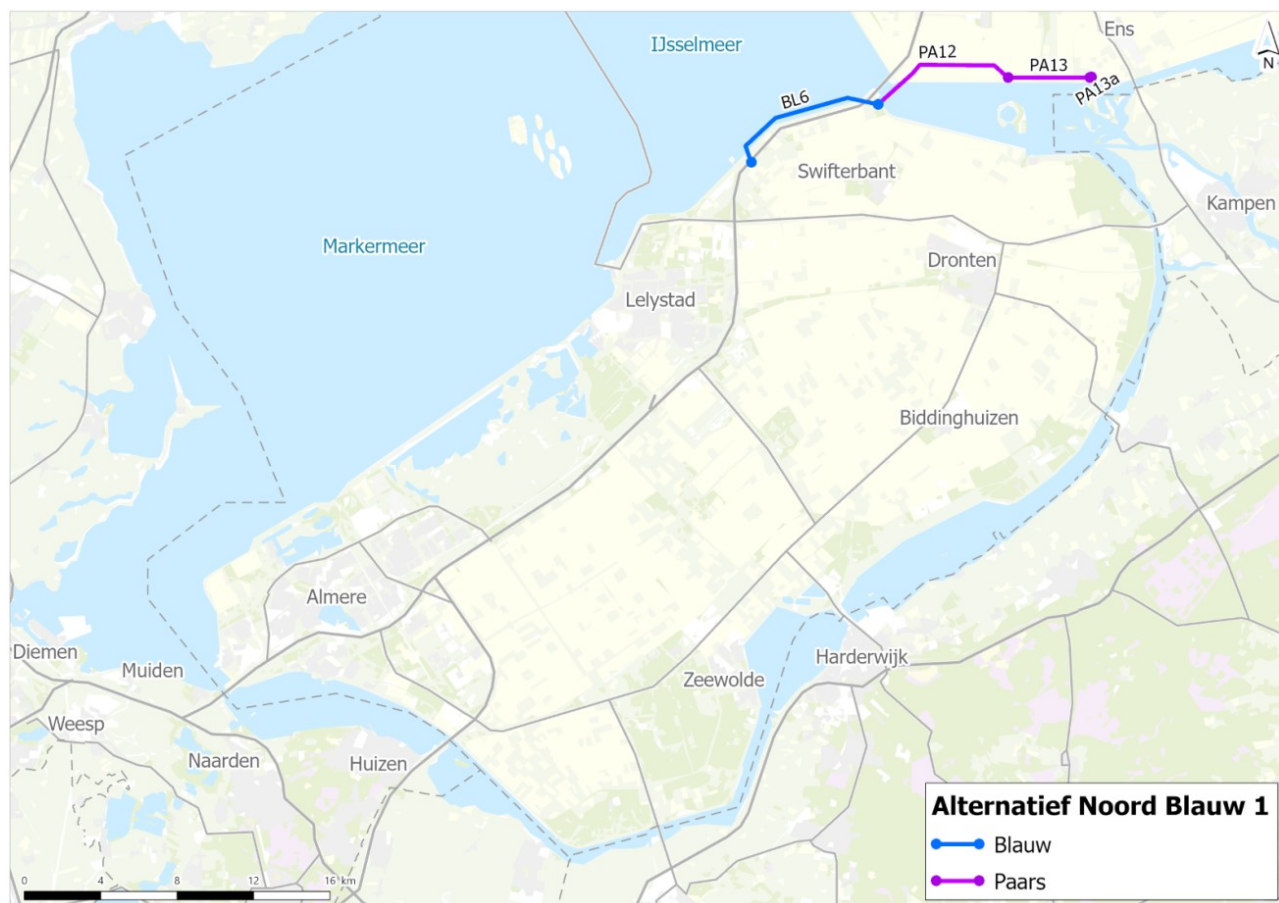 Ens
IJsselmeer
PA12
N
PA13
PA13a
BL6
Swifterbant
Kampen
Markermeer
Dronten
Lelystad
Biddinghuizen
Almere
Diemen
Muiden
Harderwijk
Zeewolde
Weesp
Naarden
Huizen
Alternatief Noord Blauw 1
Blauw
Paars
0 4 8 12 16 km